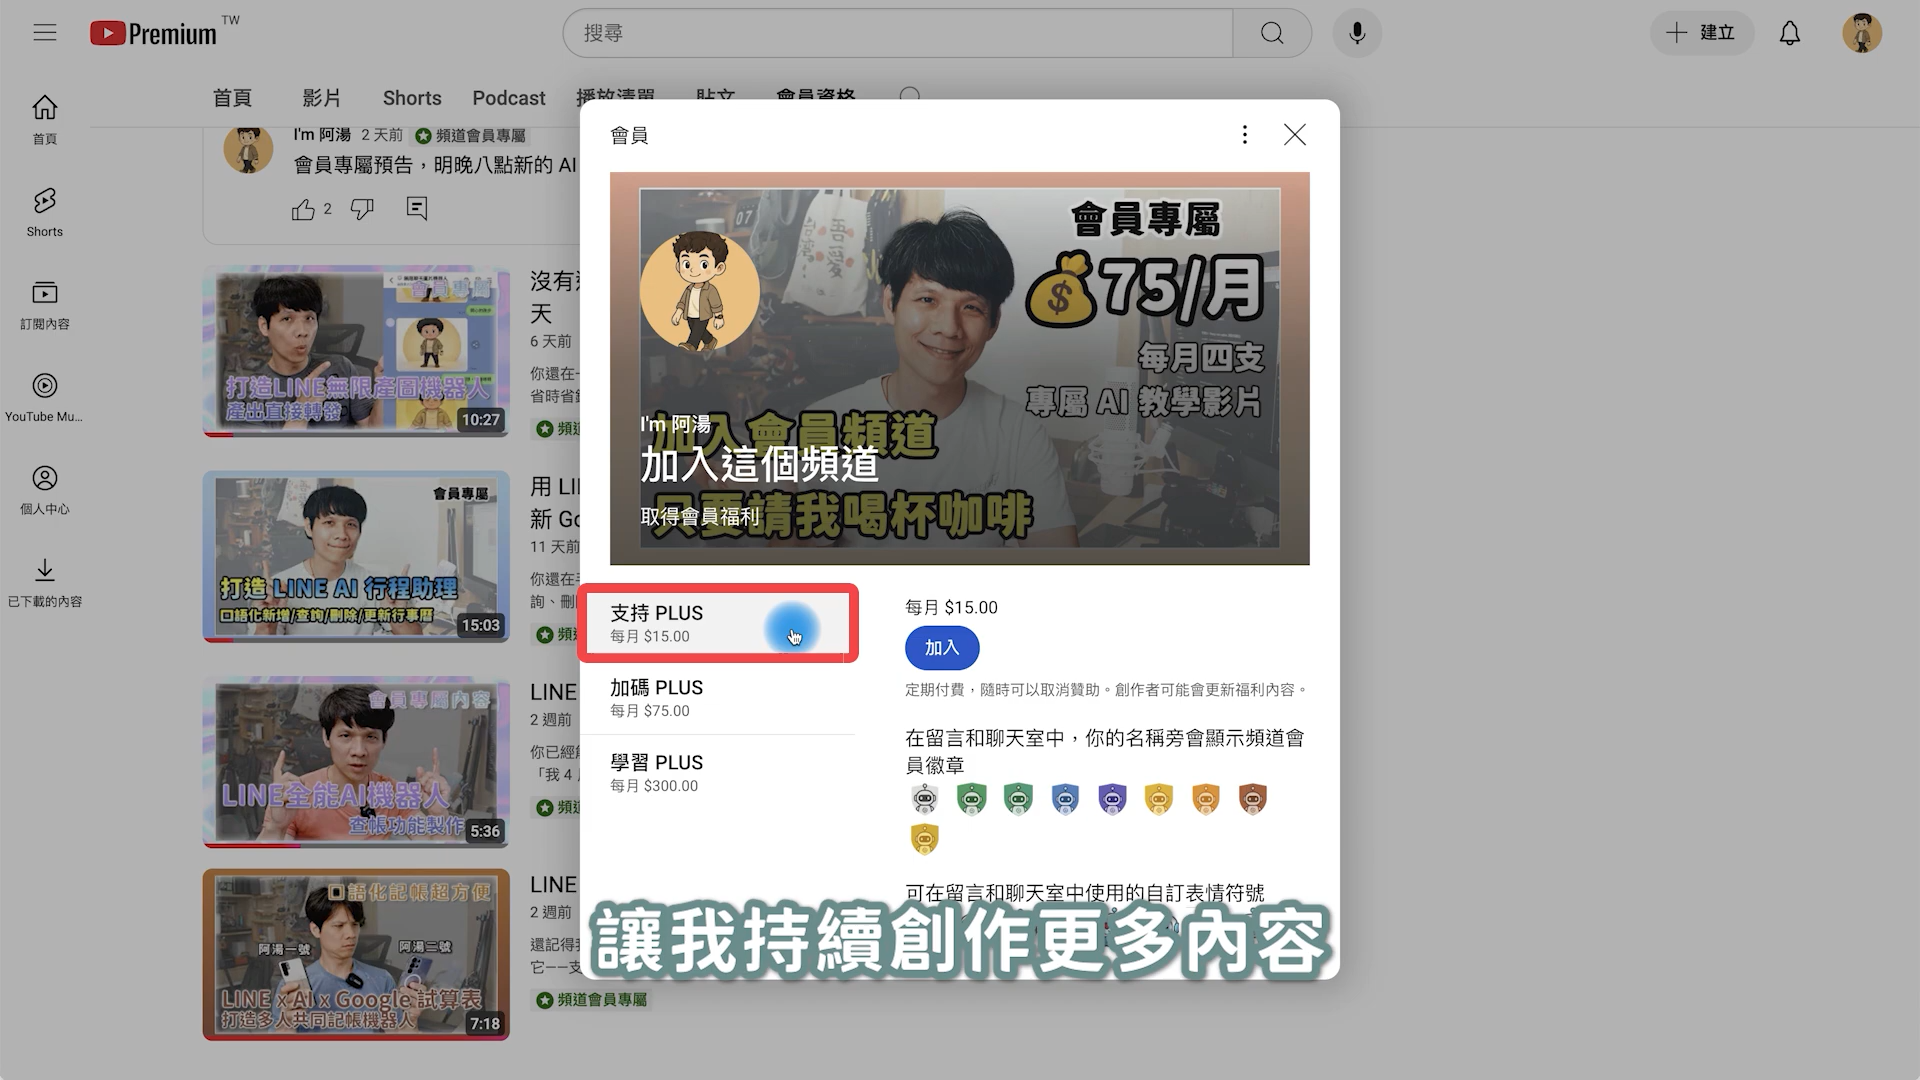 Premium TW
搜尋
建立
首頁
Shorts
訂閱內容
YouTube Mu...
個人中心
已下載的內容
首頁 影片 Shorts Podcast 播放清單 貼文 會員資格
I'm 阿湯 2 天前 頻道會員專屬
會員專屬預告，明晚八點新的 AI
2
會員專屬
打造LINE無限產圖機器人
產出直接轉發
10:27
沒有
天
6 天前
你還在
省時省
頻道
會員專屬
打造 LINE AI 行程助理
口語化新增/查詢/刪除/更新行事曆
15:03
用 LI
新 Go
11 天前
你還在
詢、刪
會員專屬內容
LINE全能AI機器人
查帳功能製作
5:36
LINE
2 週前
你已經
「我 4
口語化記帳超方便
阿湯一號
阿湯二號
LINE x AI x Google 試算表
打造多人共同記帳機器人
7:18
LINE
2 週前
還記得
它一支
頻道會員專屬
會員
會員專屬
75/月
每月四支
專屬 AI 教學影片
加入會員頻道
只要請我喝杯咖啡
I'm 阿湯
加入這個頻道
取得會員福利
支持 PLUS
每月 $15.00
加碼 PLUS
每月 $75.00
學習 PLUS
每月 $300.00
每月 $15.00
加入
定期付費，隨時可以取消贊助。創作者可能會更新福利內容。
在留言和聊天室中，你的名稱旁會顯示頻道會
員徽章
可在留言和聊天室中使用的自訂表情符號
讓我持續創作更多內容